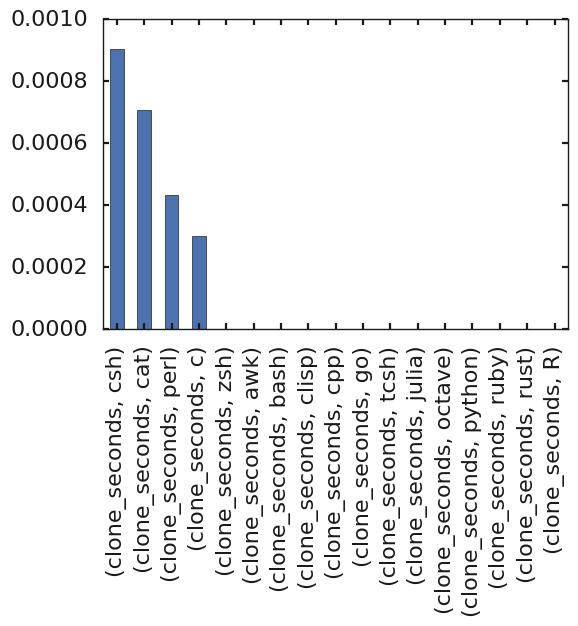 0.0010
0.0008
0.0006
0.0004
0.0002
0.0000
(clone_seconds, csh)
(clone_seconds, cat)
(clone_seconds, perl)
(clone_seconds, c)
(clone_seconds, zsh)
(clone_seconds, awk)
(clone_seconds, bash)
(clone_seconds, clisp)
(clone_seconds, cpp)
(clone_seconds, go)
(clone_seconds, tcsh)
(clone_seconds, julia)
(clone_seconds, octave)
(clone_seconds, python)
(clone_seconds, ruby)
(clone_seconds, rust)
(clone_seconds, R)